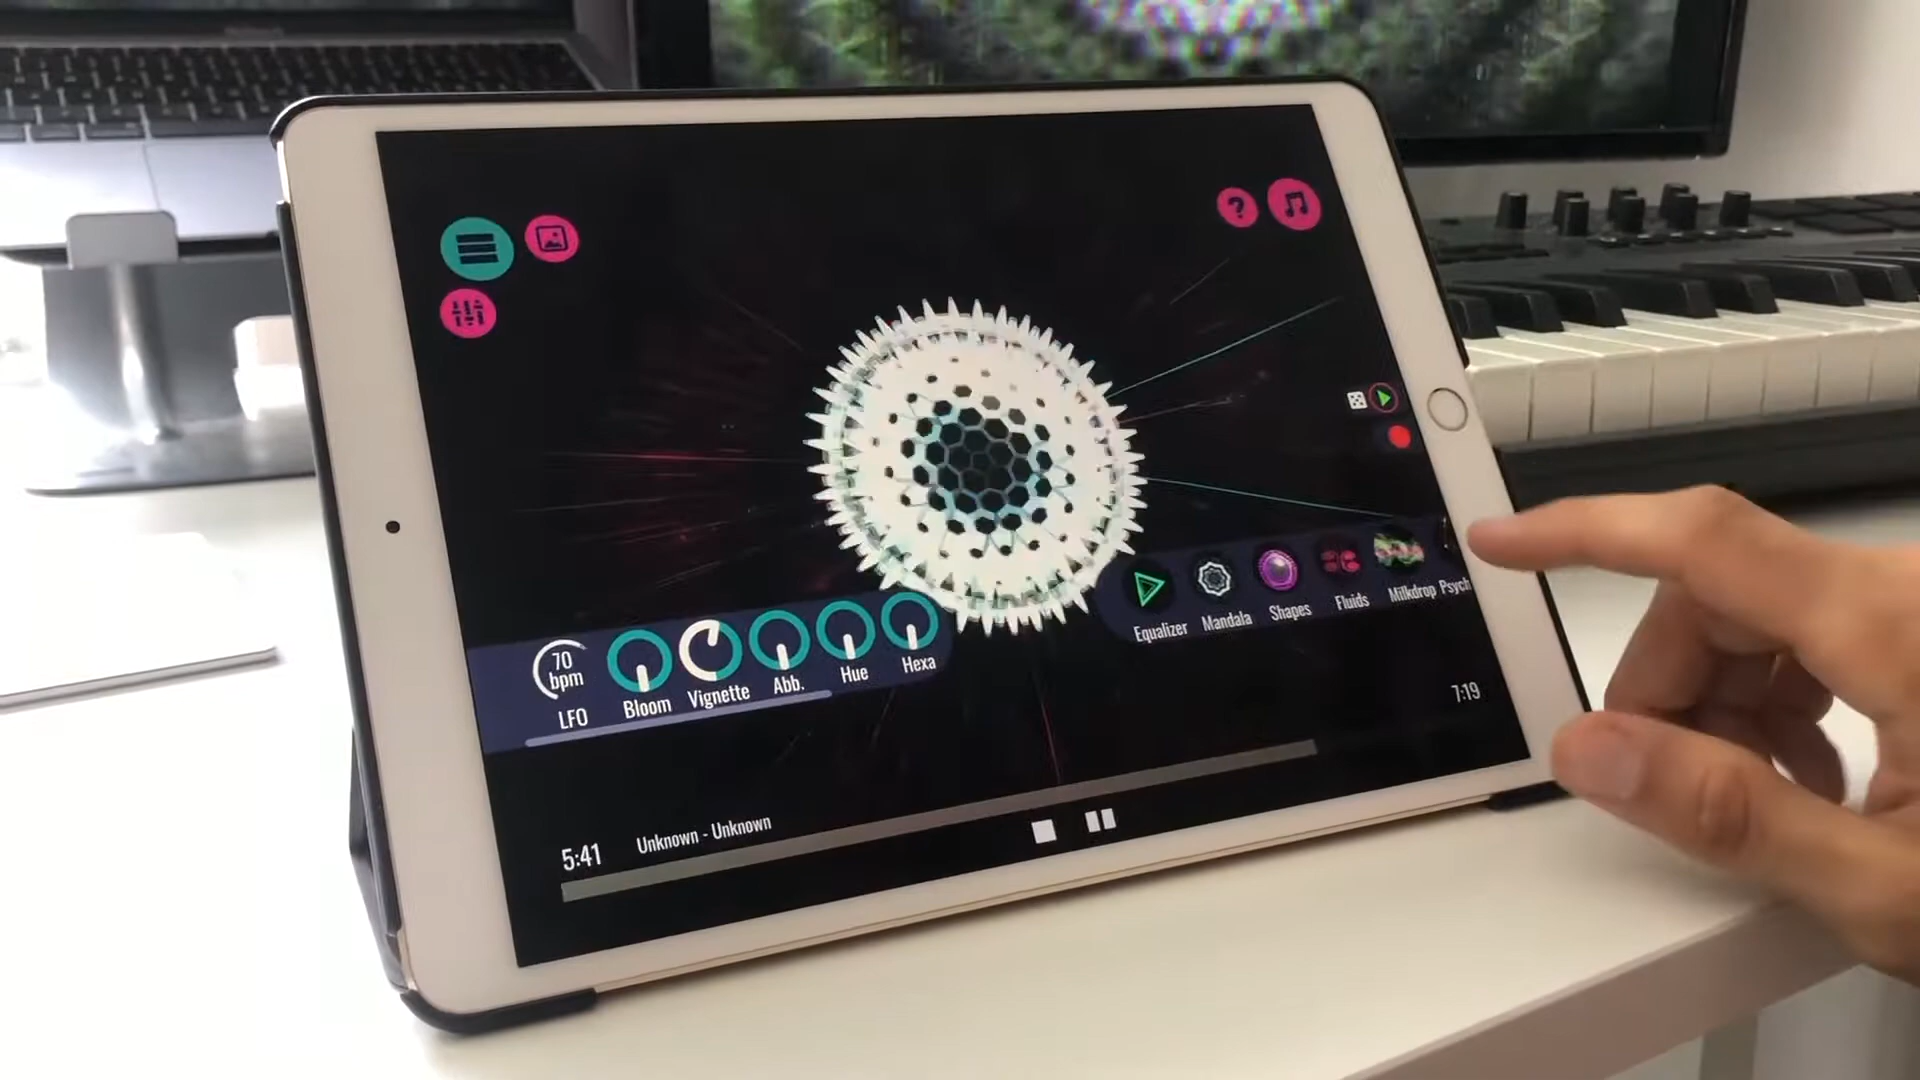 ?
70
bpm
LFO
Bloom
Vignette
Abb.
Hue
Hexa
Equalizer
Mandala
Shapes
Fluids
Milkdrop
Psych
7:19
5:41
Unknown - Unknown